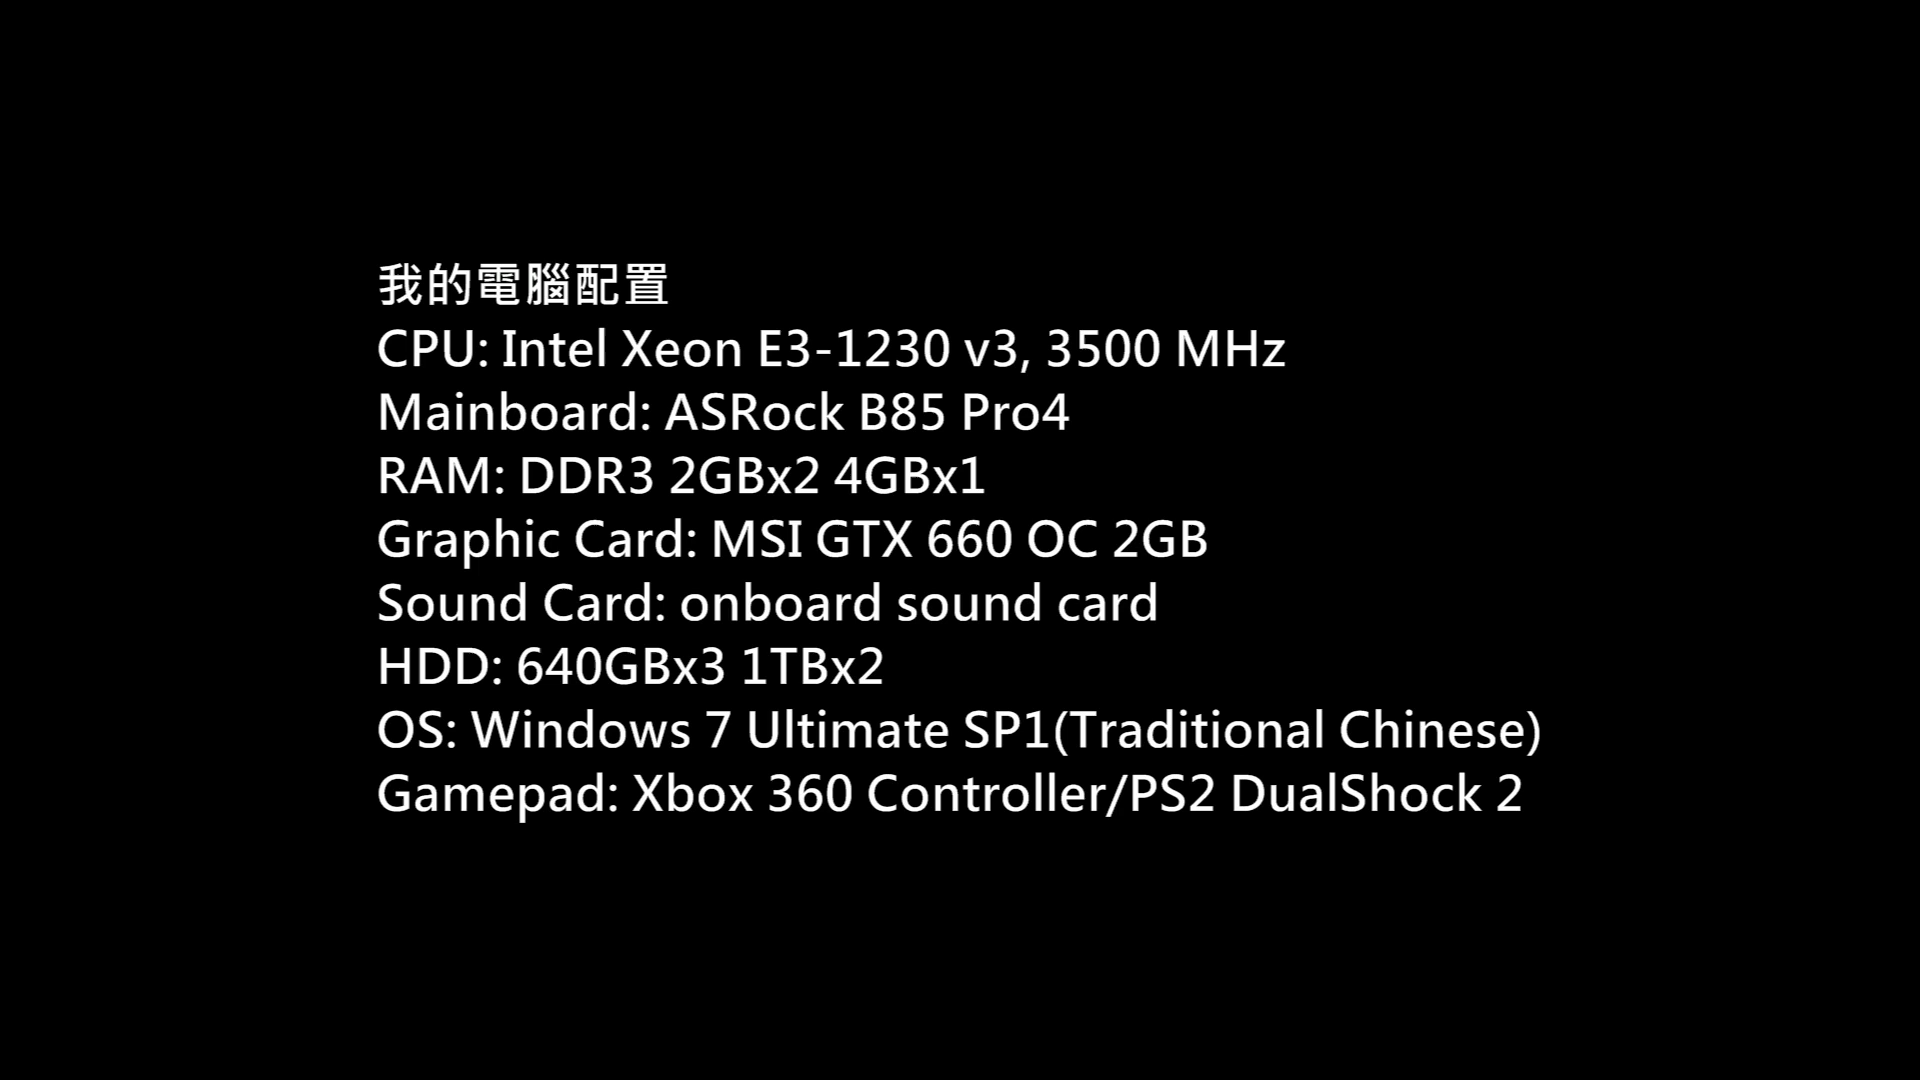 我的電腦配置
CPU: Intel Xeon E3-1230 v3, 3500 MHz
Mainboard: ASRock B85 Pro4
RAM: DDR3 2GBx2 4GBx1
Graphic Card: MSI GTX 660 OC 2GB
Sound Card: onboard sound card
HDD: 640GBx3 1TBx2
OS: Windows 7 Ultimate SP1(Traditional Chinese)
Gamepad: Xbox 360 Controller/PS2 DualShock 2